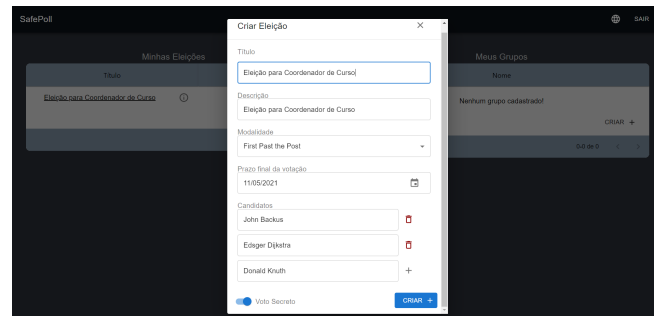 SafePoll
SAIR
Minhas Eleições
Título
Eleição para Coordenador de Curso
Criar Eleição
Título
Eleição para Coordenador de Curso
Descrição
Eleição para Coordenador de Curso
Modalidade
First Past the Post
Prazo final da votação
11/05/2021
Candidatos
John Backus
Edsger Dijkstra
Donald Knuth
Voto Secreto
CRIAR +
Meus Grupos
Nome
Nenhum grupo cadastrado!
CRIAR +
0-0 de 0